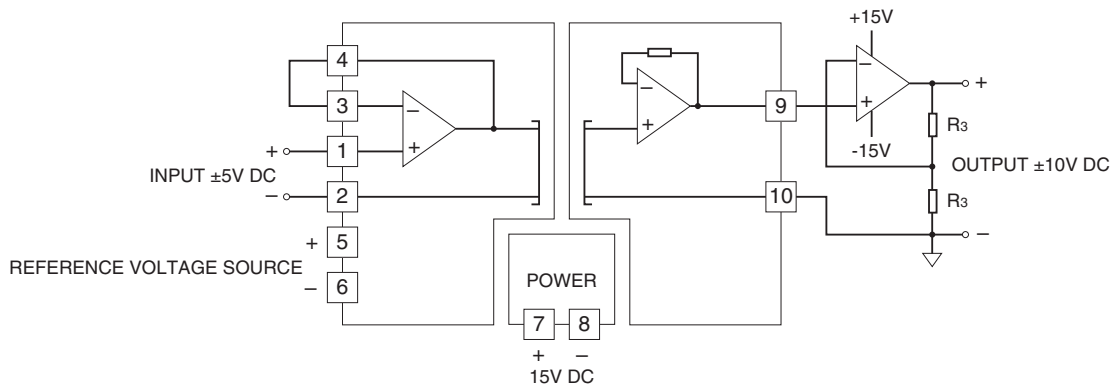 +15V
4
3
−
1
+
+
INPUT ±5V DC
−
2
+
5
REFERENCE VOLTAGE SOURCE
−
6
POWER
7
8
+
−
15V DC
−
+
9
10
−
+
-15V
+
R3
OUTPUT ±10V DC
R3
−